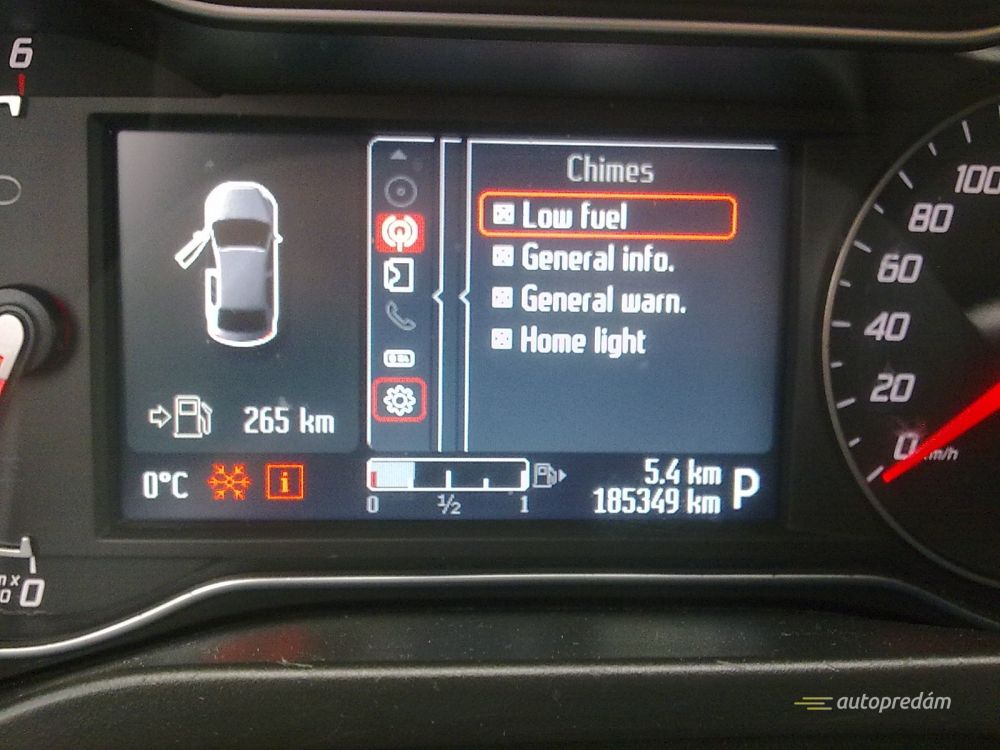 6
Chimes
Low fuel
General info.
General warn.
Home light
265 km
0°C
i
0 ½ 1
5.4 km
185349 km
P
100
80
60
40
20
0
km/h
0
autopredám